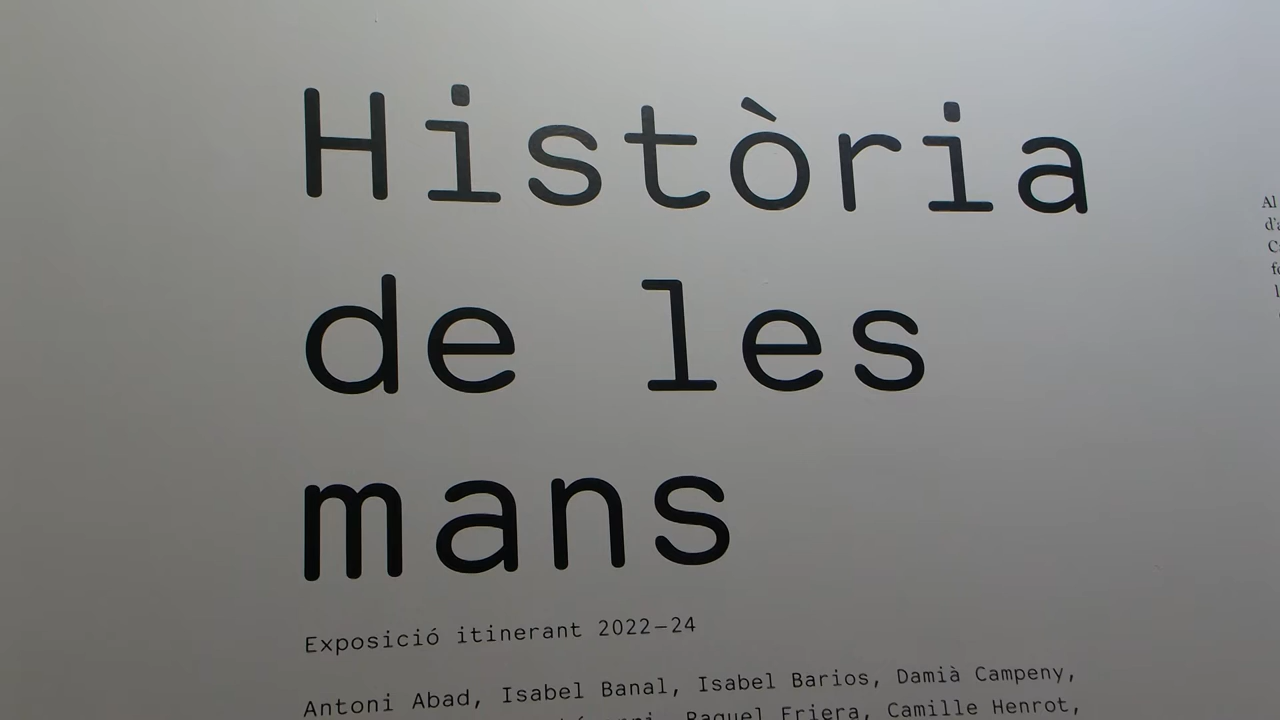 Història
de les
mans
Exposició itinerant 2022–24
Antoni Abad, Isabel Banal, Isabel Barios, Damià Campeny,
Raquel Friera, Camille Henrot,
Al
d'a